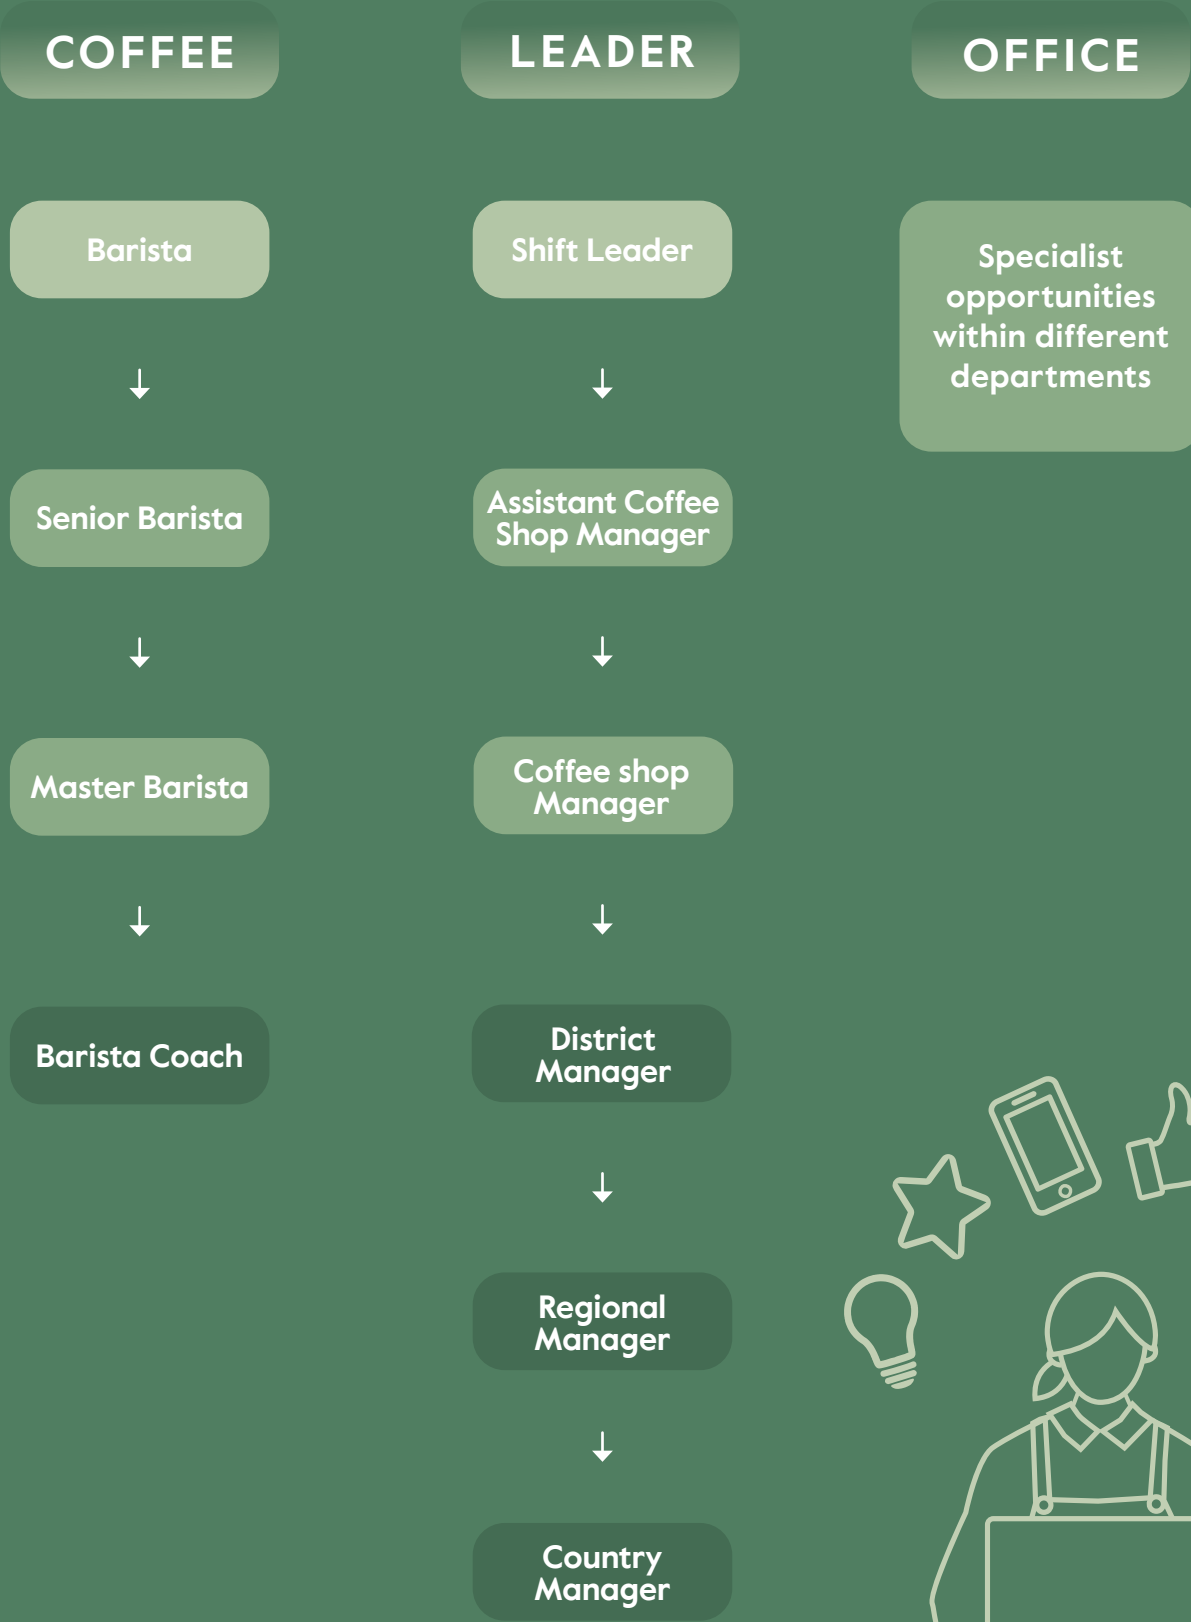 COFFEE
Barista
Senior Barista
Master Barista
Barista Coach
LEADER
Shift Leader
Assistant Coffee
Shop Manager
Coffee shop
Manager
District
Manager
Regional
Manager
Country
Manager
OFFICE
Specialist
opportunities
within different
departments